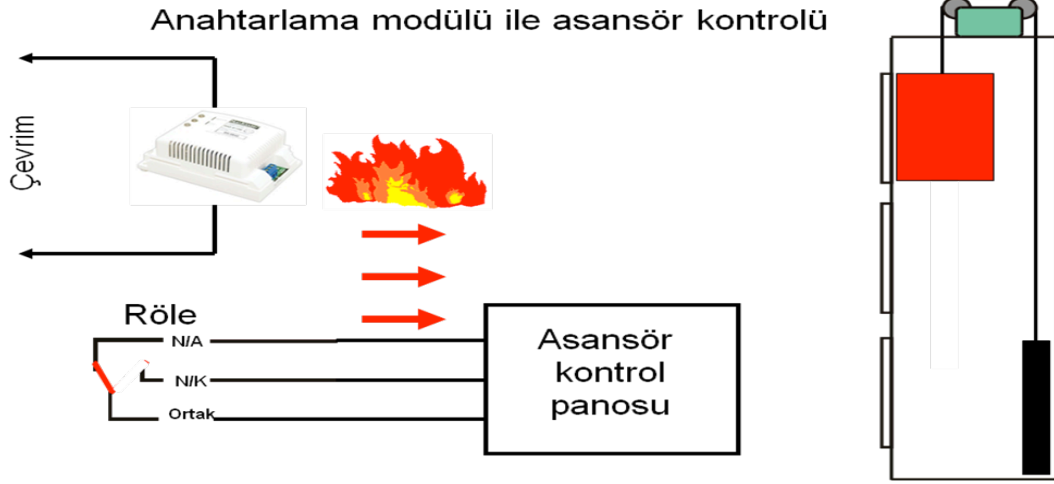 Anahtarlama modülü ile asansör kontrolü
Çevrim
Röle
N/A
N/K
Ortak
Asansör
kontrol
panosu